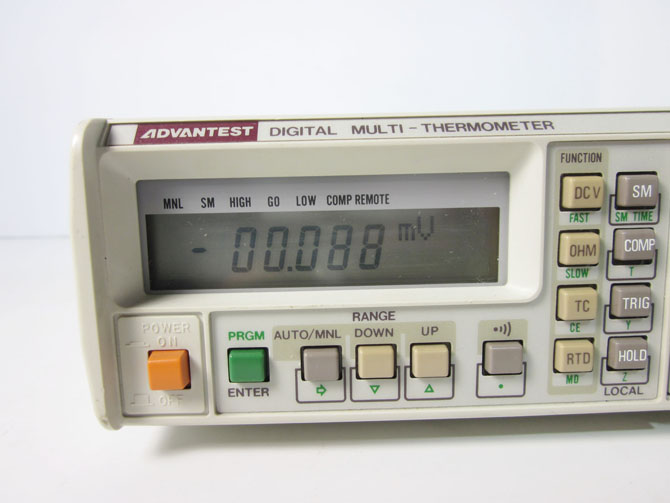 ADVANTEST DIGITAL MULTI-THERMOMETER
FUNCTION
MNL SM HIGH GO LOW COMP REMOTE
DCV SM
FAST SM TIME
- 00.088 mV
OHM COMP
SLOW T
TC TRIG
CE Y
RANGE
POWER
ON
PRGM AUTO/MNL DOWN UP •)))
RTD HOLD
MD Z
LOCAL
ENTER
OFF